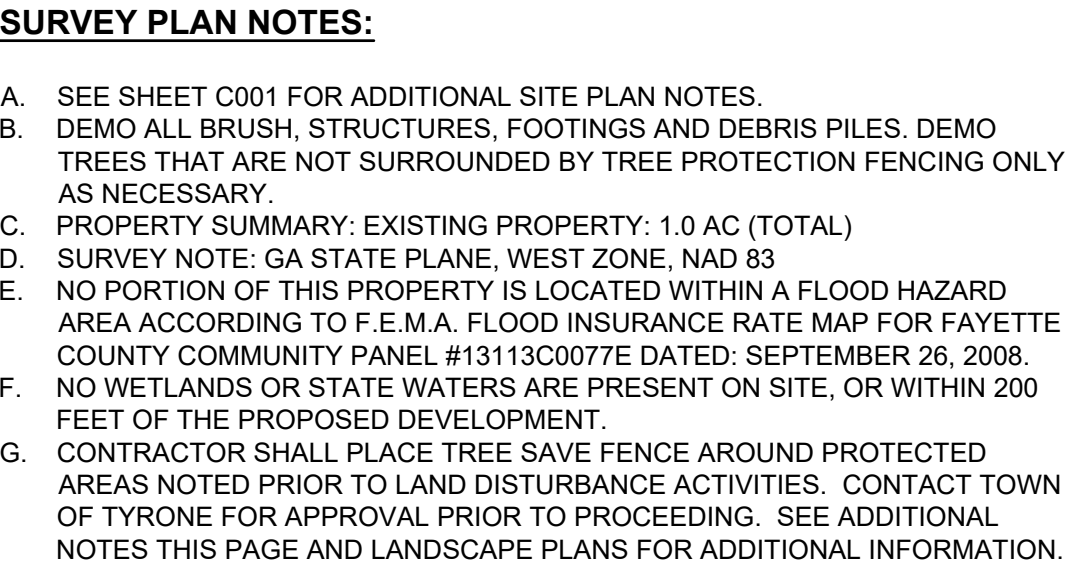 SURVEY PLAN NOTES:
A. SEE SHEET C001 FOR ADDITIONAL SITE PLAN NOTES.
B. DEMO ALL BRUSH, STRUCTURES, FOOTINGS AND DEBRIS PILES. DEMO
TREES THAT ARE NOT SURROUNDED BY TREE PROTECTION FENCING ONLY
AS NECESSARY.
C. PROPERTY SUMMARY: EXISTING PROPERTY: 1.0 AC (TOTAL)
D. SURVEY NOTE: GA STATE PLANE, WEST ZONE, NAD 83
E. NO PORTION OF THIS PROPERTY IS LOCATED WITHIN A FLOOD HAZARD
AREA ACCORDING TO F.E.M.A. FLOOD INSURANCE RATE MAP FOR FAYETTE
COUNTY COMMUNITY PANEL #13113C0077E DATED: SEPTEMBER 26, 2008.
F. NO WETLANDS OR STATE WATERS ARE PRESENT ON SITE, OR WITHIN 200
FEET OF THE PROPOSED DEVELOPMENT.
G. CONTRACTOR SHALL PLACE TREE SAVE FENCE AROUND PROTECTED
AREAS NOTED PRIOR TO LAND DISTURBANCE ACTIVITIES. CONTACT TOWN
OF TYRONE FOR APPROVAL PRIOR TO PROCEEDING. SEE ADDITIONAL
NOTES THIS PAGE AND LANDSCAPE PLANS FOR ADDITIONAL INFORMATION.